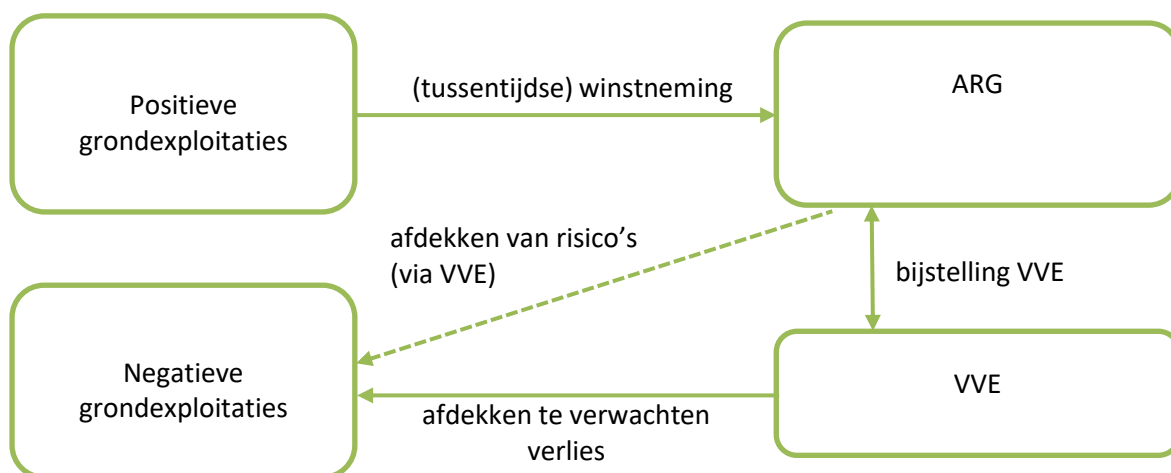 Positieve
grondexploitaties
(tussentijdse) winstneming
ARG
afdekken van risico's
(via VVE)
bijstelling VVE
Negatieve
grondexploitaties
afdekken te verwachten
verlies
VVE